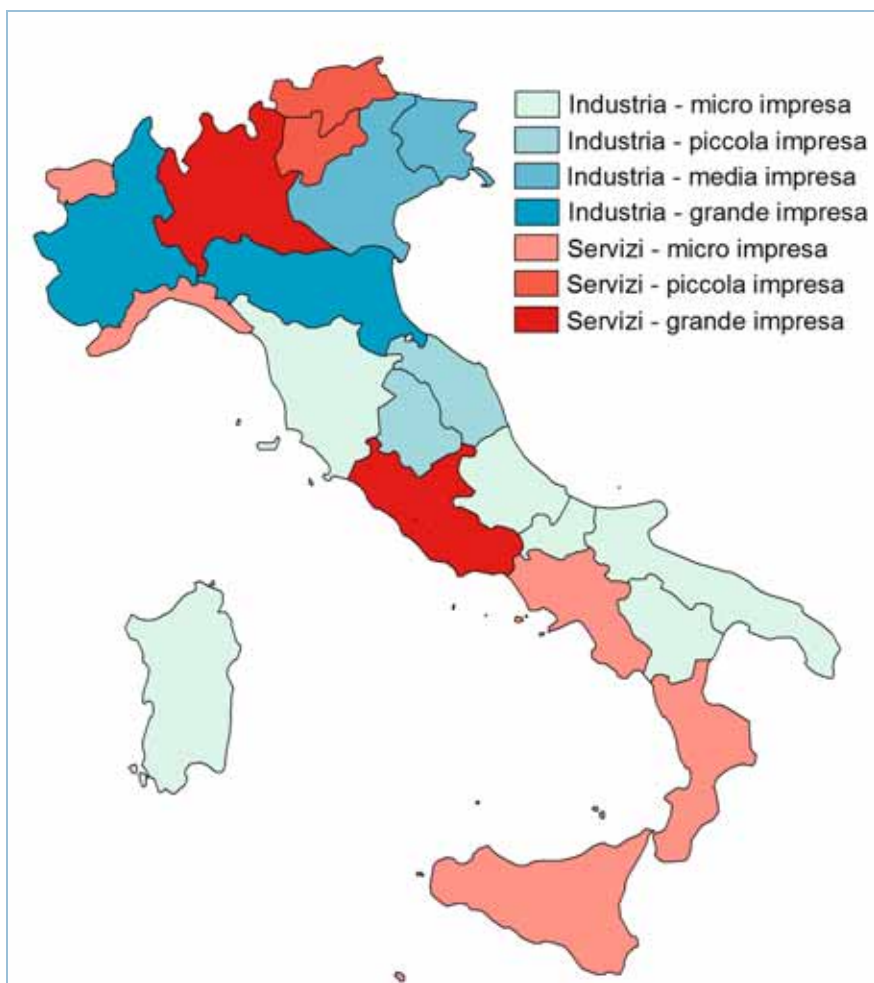 Industria - micro impresa
Industria - piccola impresa
Industria - media impresa
Industria - grande impresa
Servizi - micro impresa
Servizi - piccola impresa
Servizi - grande impresa